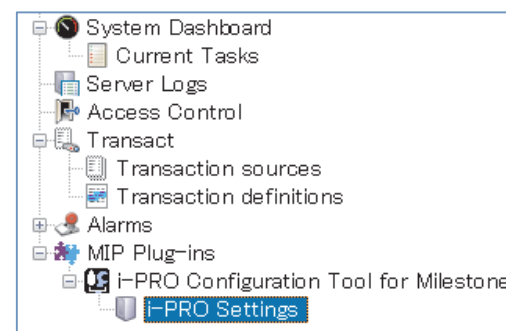 System Dashboard
Current Tasks
Server Logs
Access Control
Transact
Transaction sources
Transaction definitions
Alarms
MIP Plug-ins
i-PRO Configuration Tool for Milestone
i-PRO Settings